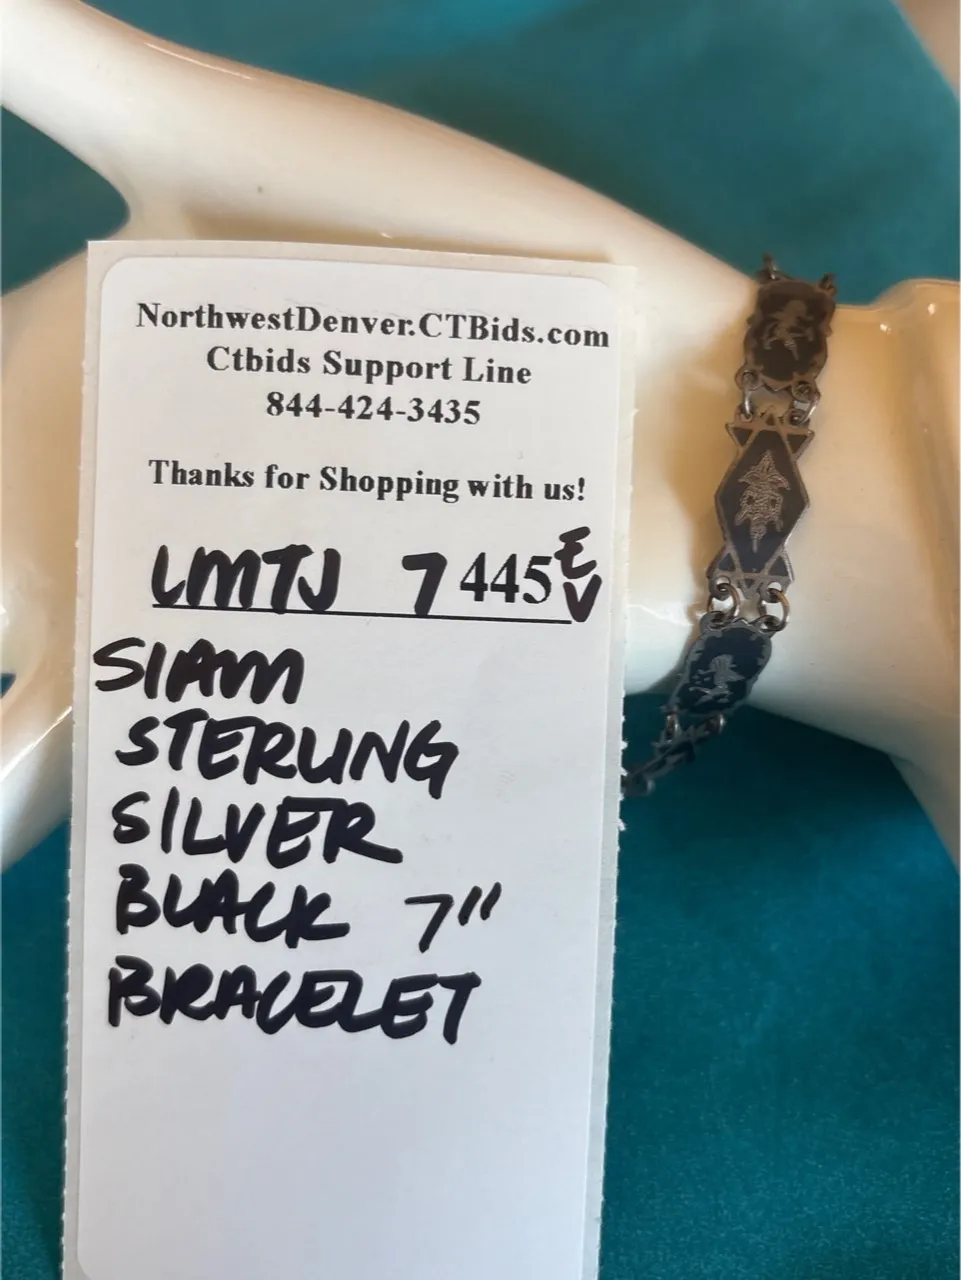 NorthwestDenver.CTBids.com
Ctbids Support Line
844-424-3435
Thanks for Shopping with us!
LMTJ 7 445 EV
SIAM
STERLING
SILVER
BLACK 7"
BRACELET